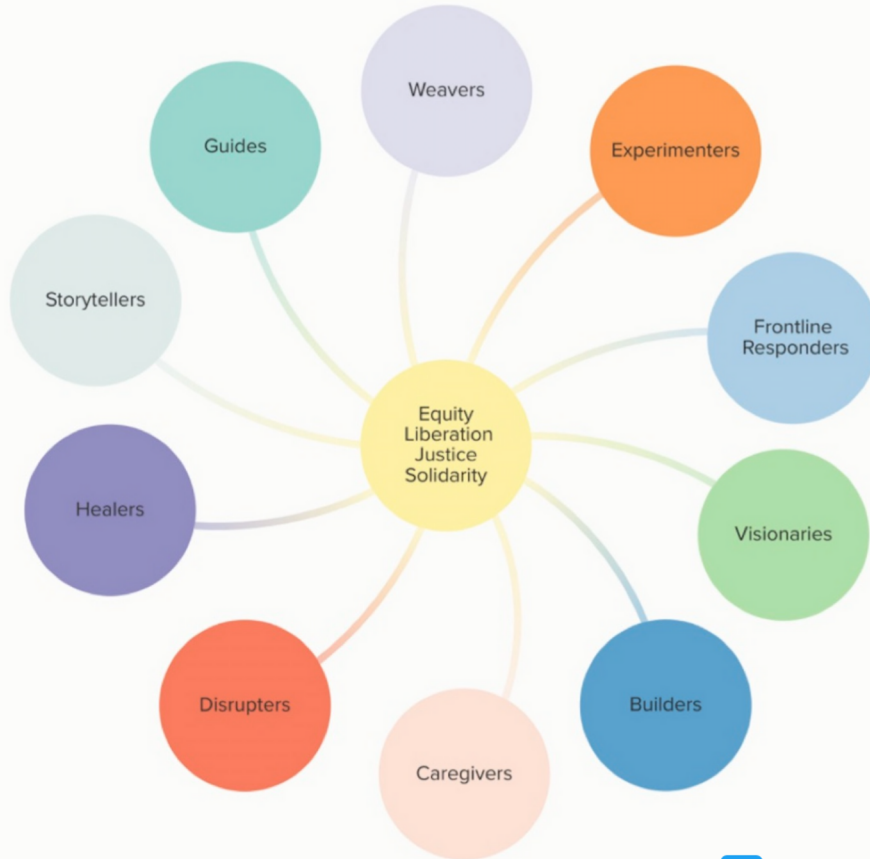 Weavers
Experimenters
Frontline
Responders
Visionaries
Builders
Caregivers
Disrupters
Healers
Storytellers
Guides
Equity
Liberation
Justice
Solidarity